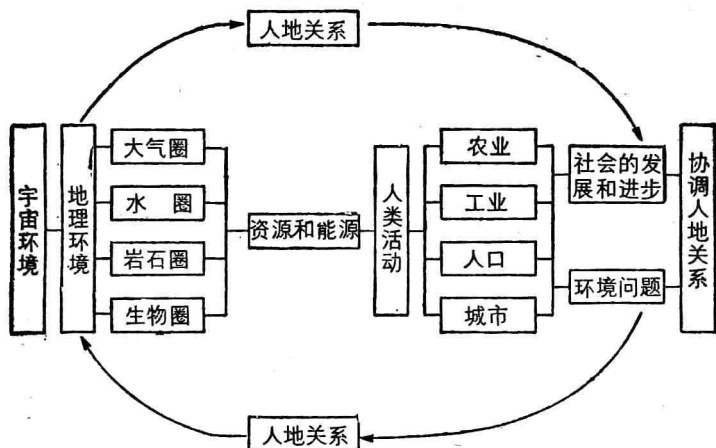 人地关系
宇宙环境
地理环境
大气圈
水 圈
岩石圈
生物圈
资源和能源
人类活动
农业
工业
人口
城市
社会的发
展和进步
环境问题
协调人地关系
人地关系